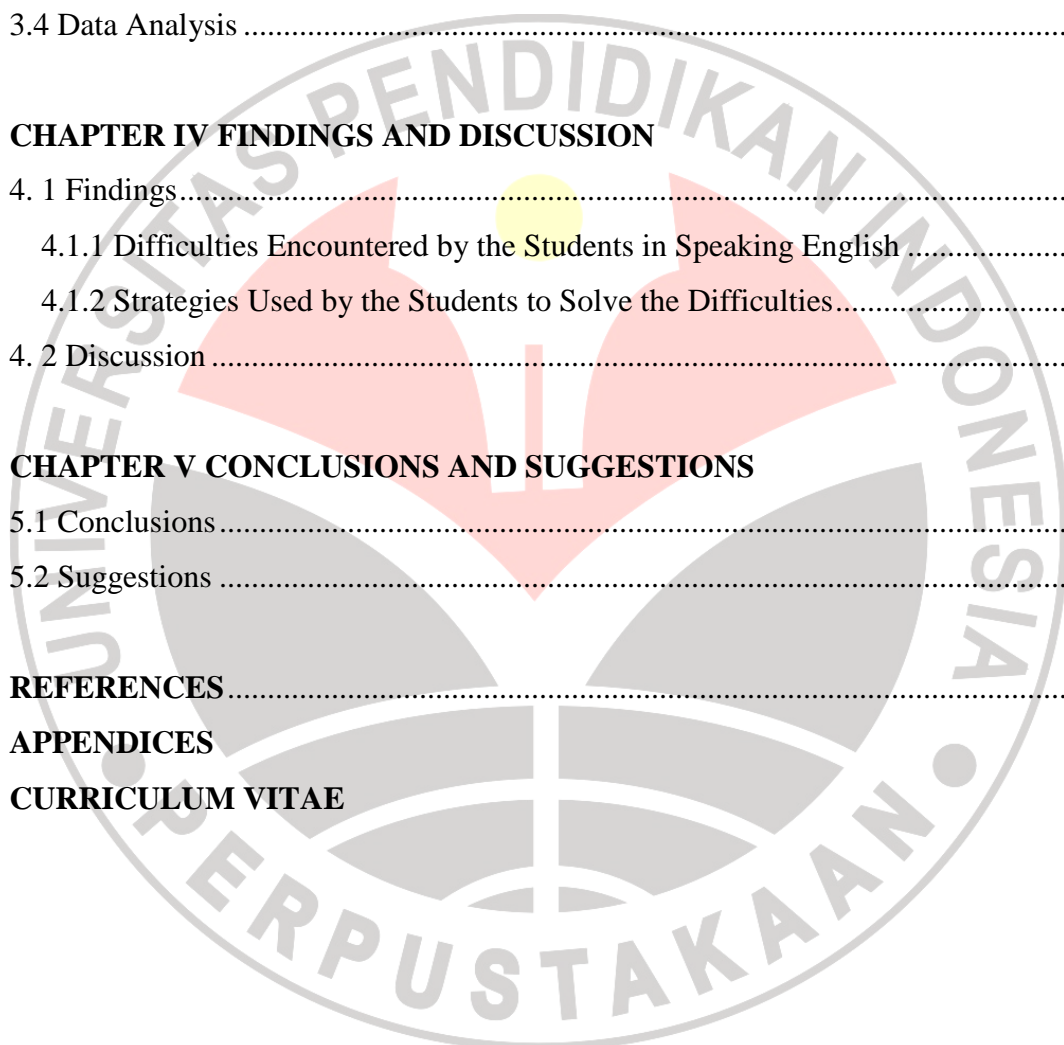 3.4 Data Analysis ....................................................................................................
CHAPTER IV FINDINGS AND DISCUSSION
4. 1 Findings.............................................................................................................
4.1.1 Difficulties Encountered by the Students in Speaking English ...................
4.1.2 Strategies Used by the Students to Solve the Difficulties............................
4. 2 Discussion .........................................................................................................
CHAPTER V CONCLUSIONS AND SUGGESTIONS
5.1 Conclusions........................................................................................................
5.2 Suggestions ........................................................................................................
REFERENCES.......................................................................................................
APPENDICES
CURRICULUM VITAE
UNIVERSITAS PENDIDIKAN INDONESIA
PERPUSTAKAAN